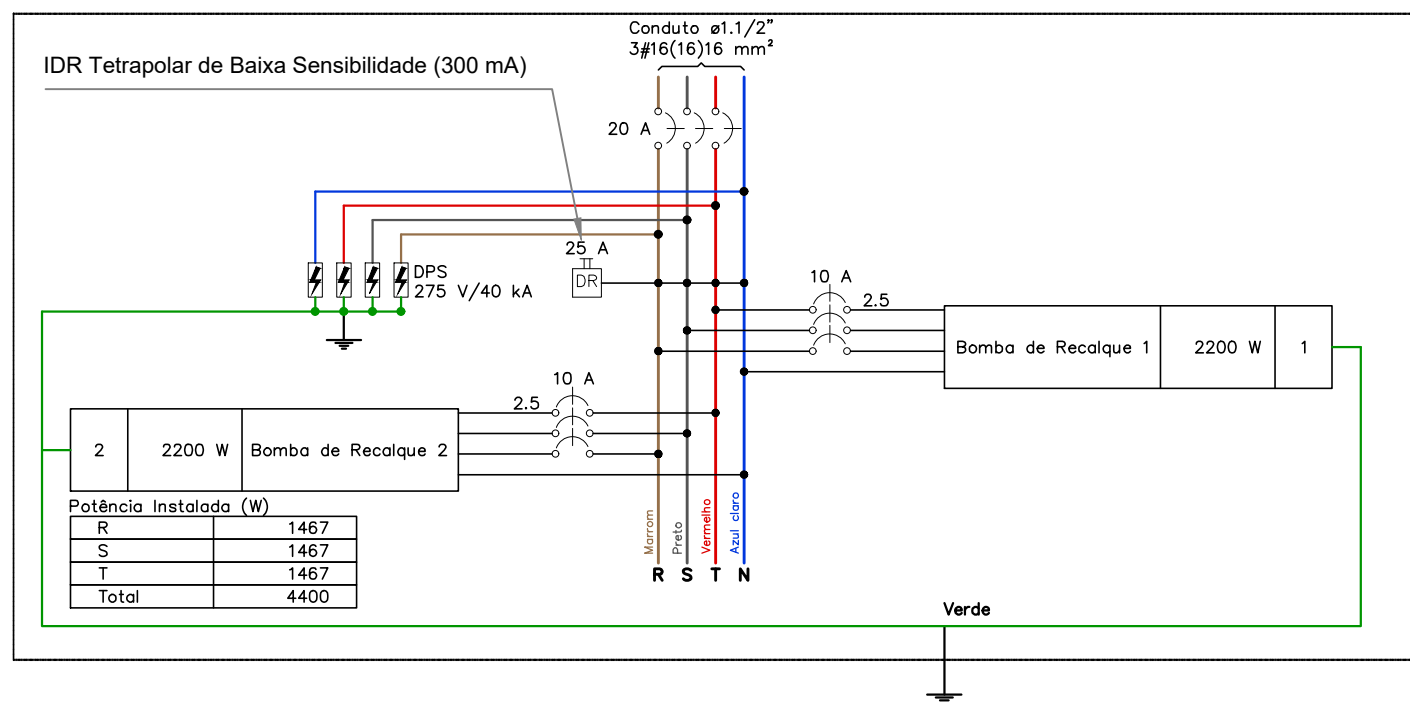 Conduto ø1.1/2"
3#16(16)16 mm²
IDR Tetrapolar de Baixa Sensibilidade (300 mA)
20 A
25 A
DR
DPS
275 V/40 kA
10 A
2.5
Bomba de Recalque 1 2200 W 1
10 A
2.5
2 2200 W Bomba de Recalque 2
Potência Instalada (W)
R 1467
S 1467
T 1467
Total 4400
Marrom
Preto
Vermelho
Azul claro
R S T N
Verde